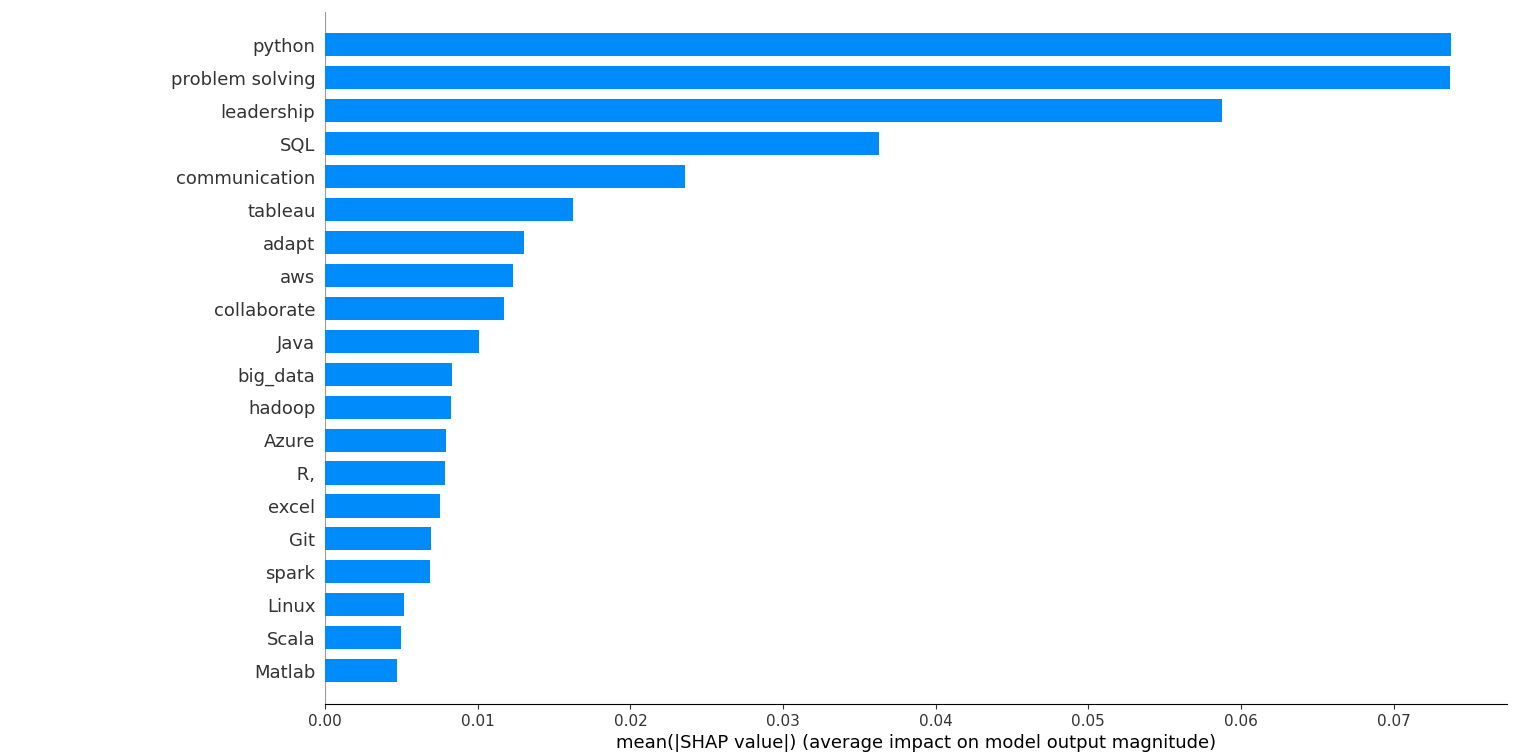 python
problem solving
leadership
SQL
communication
tableau
adapt
aws
collaborate
Java
big_data
hadoop
Azure
R,
excel
Git
spark
Linux
Scala
Matlab
0.00 0.01 0.02 0.03 0.04 0.05 0.06 0.07
mean(|SHAP value|) (average impact on model output magnitude)